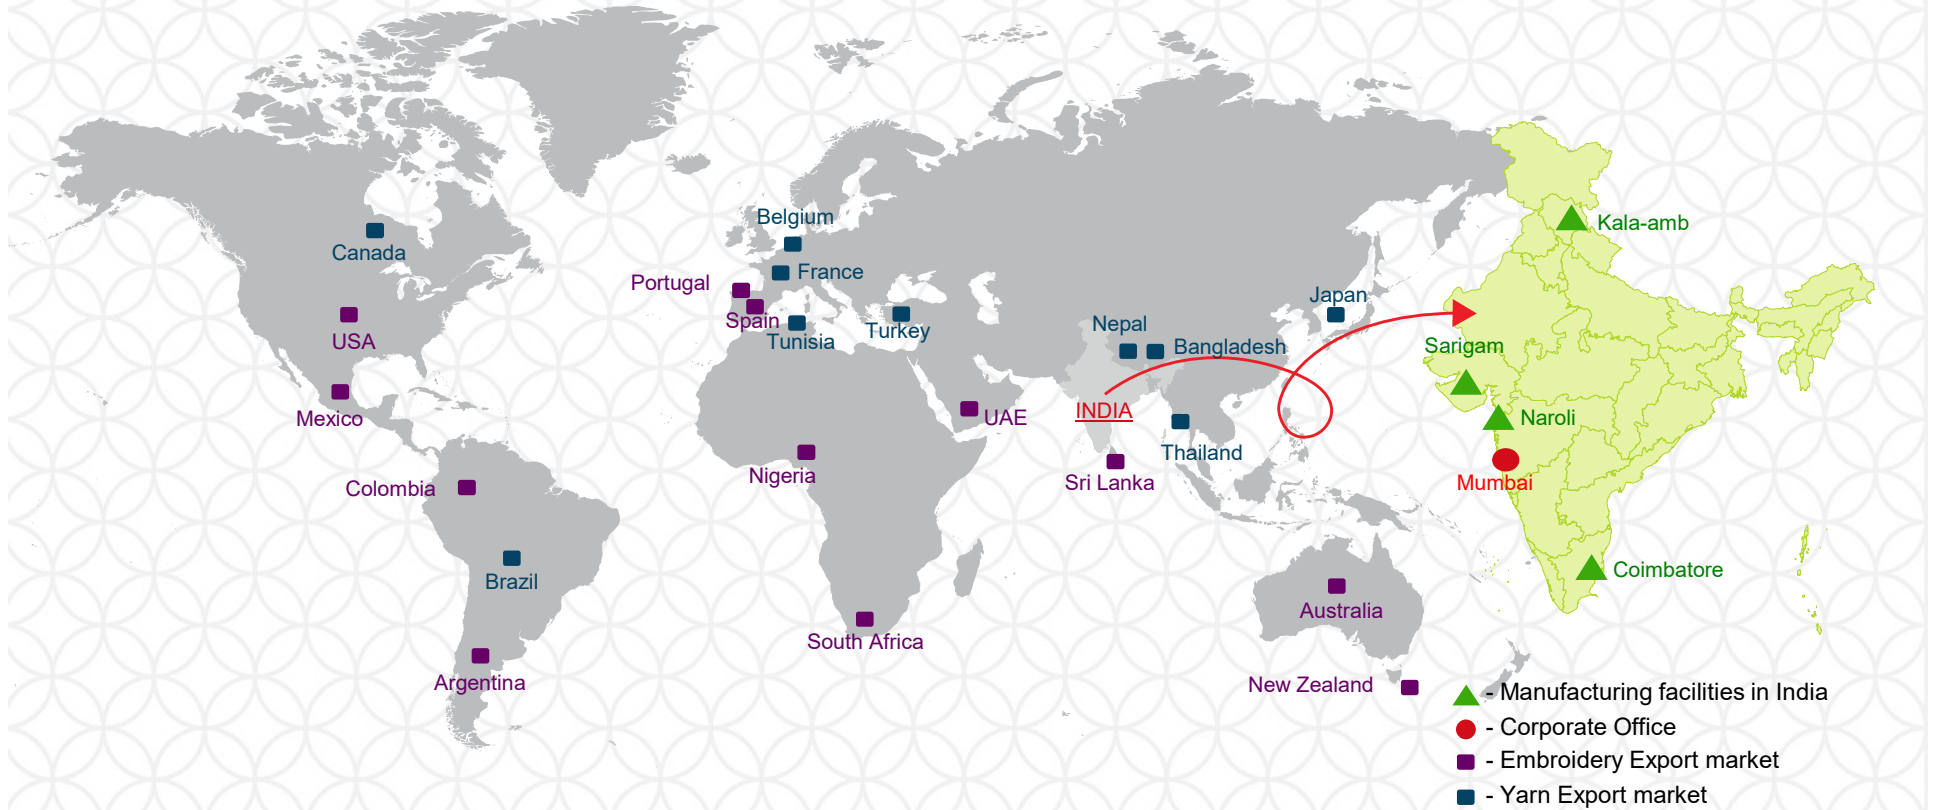 Belgium
Kala-amb
Canada
France
Portugal
Japan
Spain
Nepal
Turkey
USA
Tunisia
Bangladesh
Sarigam
INDIA
Mexico
UAE
Naroli
Thailand
Nigeria
Sri Lanka
Mumbai
Colombia
Coimbatore
Brazil
Australia
South Africa
Argentina
New Zealand
- Manufacturing facilities in India
- Corporate Office
- Embroidery Export market
- Yarn Export market